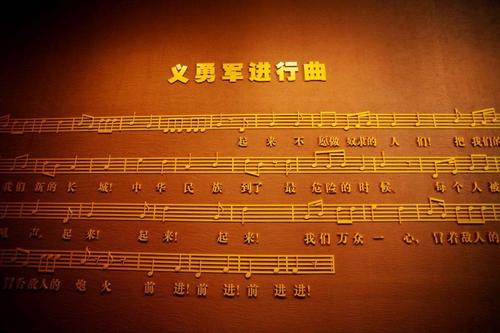 义勇军进行曲
起来!不愿做奴隶的人们!把我们的
我们新的长城!中华民族到了最危险的时候,每个人被
吼声。起来!起来!起来!我们万众一心,冒着敌人的
冒着敌人的炮火前进!前进!前进进!